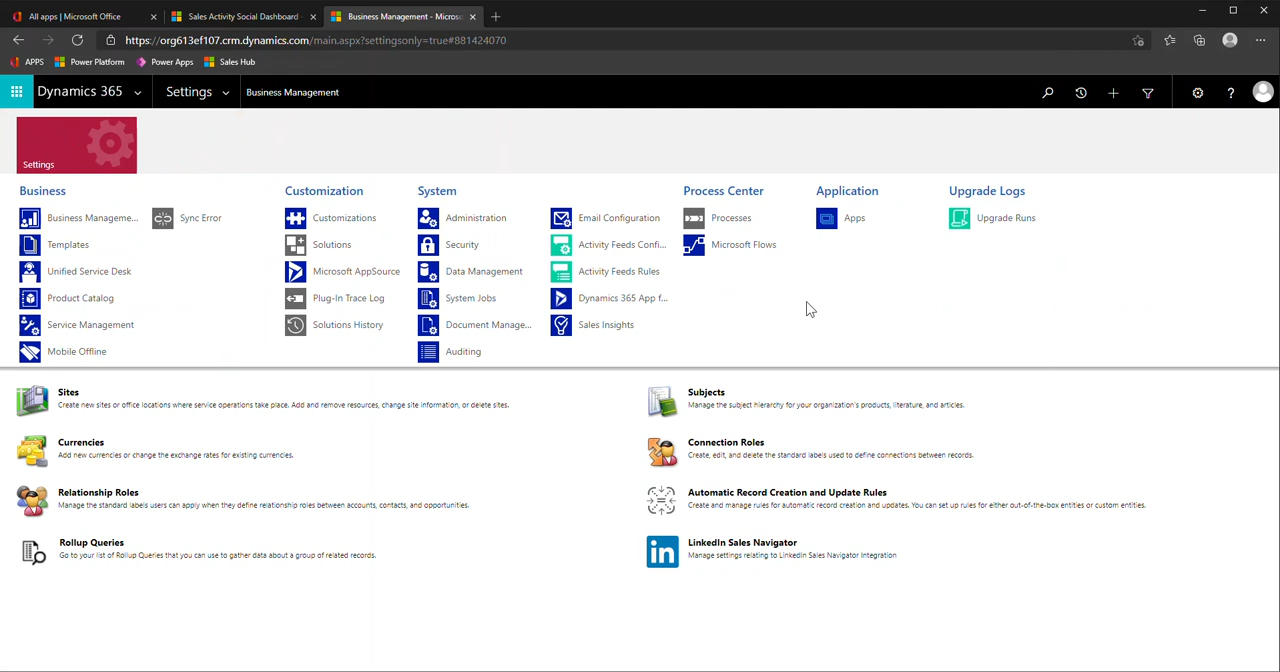 All apps | Microsoft Office
Sales Activity Social Dashboard -
Business Management - Microso
https://org613ef107.crm.dynamics.com/main.aspx?settingsonly=true#881424070
APPS
Power Platform
Power Apps
Sales Hub
Dynamics 365
Settings
Business Management
Settings
Business
Business Manageme...
Sync Error
Templates
Unified Service Desk
Product Catalog
Service Management
Mobile Offline
Customization
Customizations
Solutions
Microsoft AppSource
Plug-In Trace Log
Solutions History
System
Administration
Security
Data Management
System Jobs
Document Manage...
Auditing
Email Configuration
Activity Feeds Confi...
Activity Feeds Rules
Dynamics 365 App f...
Sales Insights
Process Center
Processes
Microsoft Flows
Application
Apps
Upgrade Logs
Upgrade Runs
Sites
Create new sites or office locations where service operations take place. Add and remove resources, change site information, or delete sites.
Subjects
Manage the subject hierarchy for your organization's products, literature, and articles.
Currencies
Add new currencies or change the exchange rates for existing currencies.
Connection Roles
Create, edit, and delete the standard labels used to define connections between records.
Relationship Roles
Manage the standard labels users can apply when they define relationship roles between accounts, contacts, and opportunities.
Automatic Record Creation and Update Rules
Create and manage rules for automatic record creation and updates. You can set up rules for either out-of-the-box entities or custom entities.
Rollup Queries
Go to your list of Rollup Queries that you can use to gather data about a group of related records.
in
LinkedIn Sales Navigator
Manage settings relating to LinkedIn Sales Navigator Integration